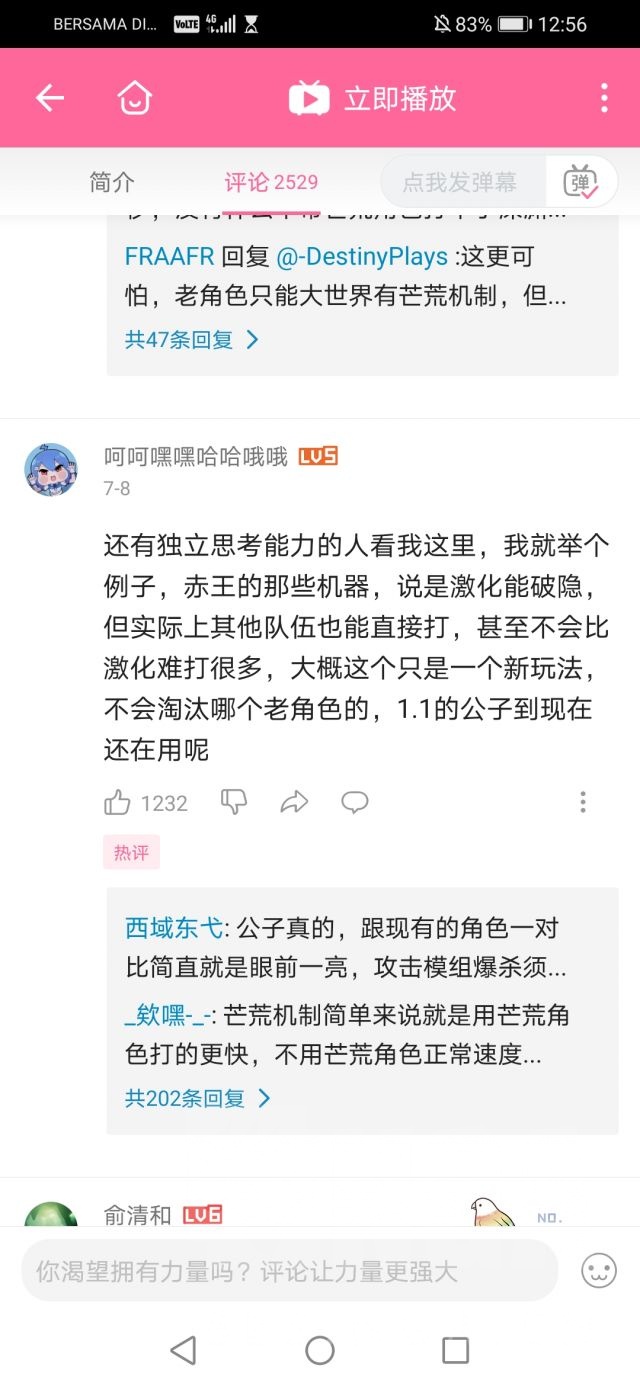 BERSAMA DI... VoLTE 4G 83% 12:56
立即播放
简介 评论 2529 点我发弹幕 弹
FRAAFR 回复 @-DestinyPlays :这更可
怕，老角色只能大世界有芒荒机制，但...
共47条回复
呵呵嘿嘿哈哈哦哦 LV5
7-8
还有独立思考能力的人看我这里，我就举个
例子，赤王的那些机器，说是激化能破隐，
但实际上其他队伍也能直接打，甚至不会比
激化难打很多，大概这个只是一个新玩法，
不会淘汰哪个老角色的，1.1的公子到现在
还在用呢
1232
热评
西域东弋: 公子真的，跟现有的角色一对
比简直就是眼前一亮，攻击模组爆杀须...
_欸嘿-_-: 芒荒机制简单来说就是用芒荒角
色打的更快，不用芒荒角色正常速度...
共202条回复
俞清和 LV6 NO.
你渴望拥有力量吗？评论让力量更强大